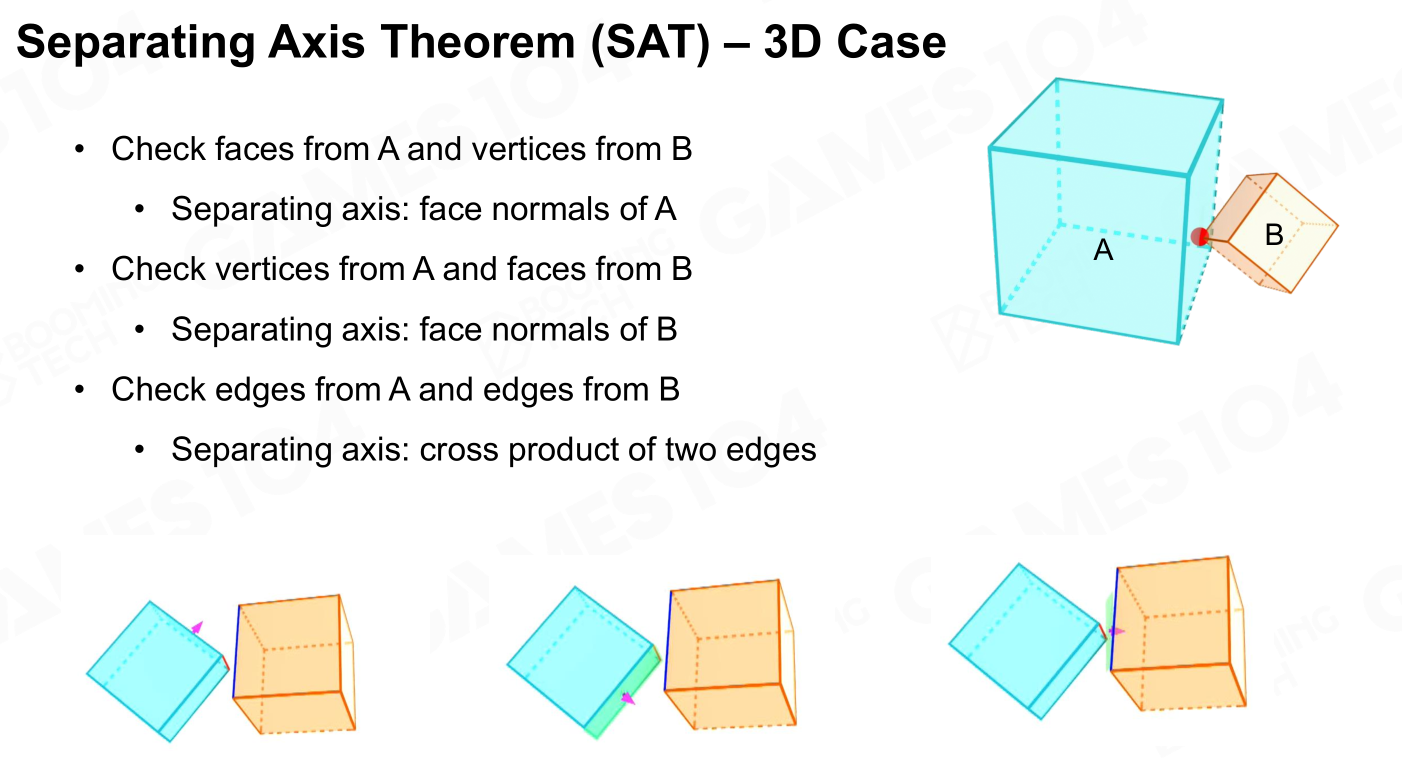 Separating Axis Theorem (SAT) – 3D Case
• Check faces from A and vertices from B
• Separating axis: face normals of A
• Check vertices from A and faces from B
• Separating axis: face normals of B
• Check edges from A and edges from B
• Separating axis: cross product of two edges
A
B
GAMES104
BOOMING
TECH